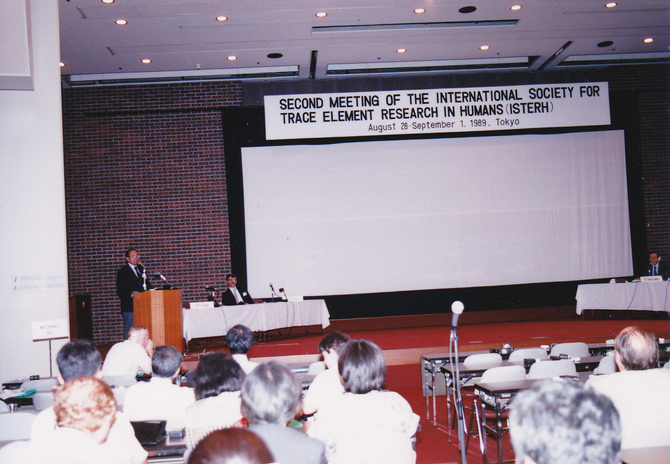 SECOND MEETING OF THE INTERNATIONAL SOCIETY FOR
TRACE ELEMENT RESEARCH IN HUMANS (ISTERH)
August 28-September 1. 1989. Tokyo